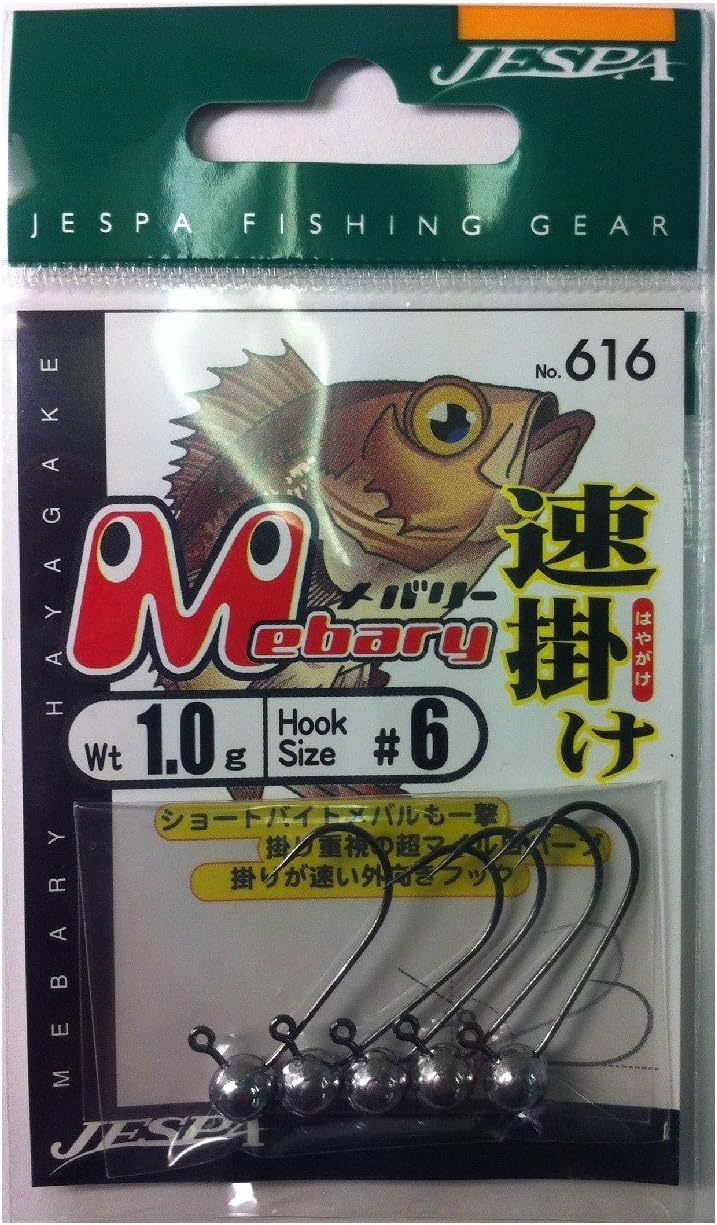 JESPA
JESPA FISHING GEAR
No.616
速掛け
はやがけ
メバリー
Mebary
Wt 1.0g
Hook Size #6
ショートバイトメバルも一撃
掛り重視の超マイルドバーブ
掛りが速い外向きフック
MEBARY HAYAGAKE
JESPA